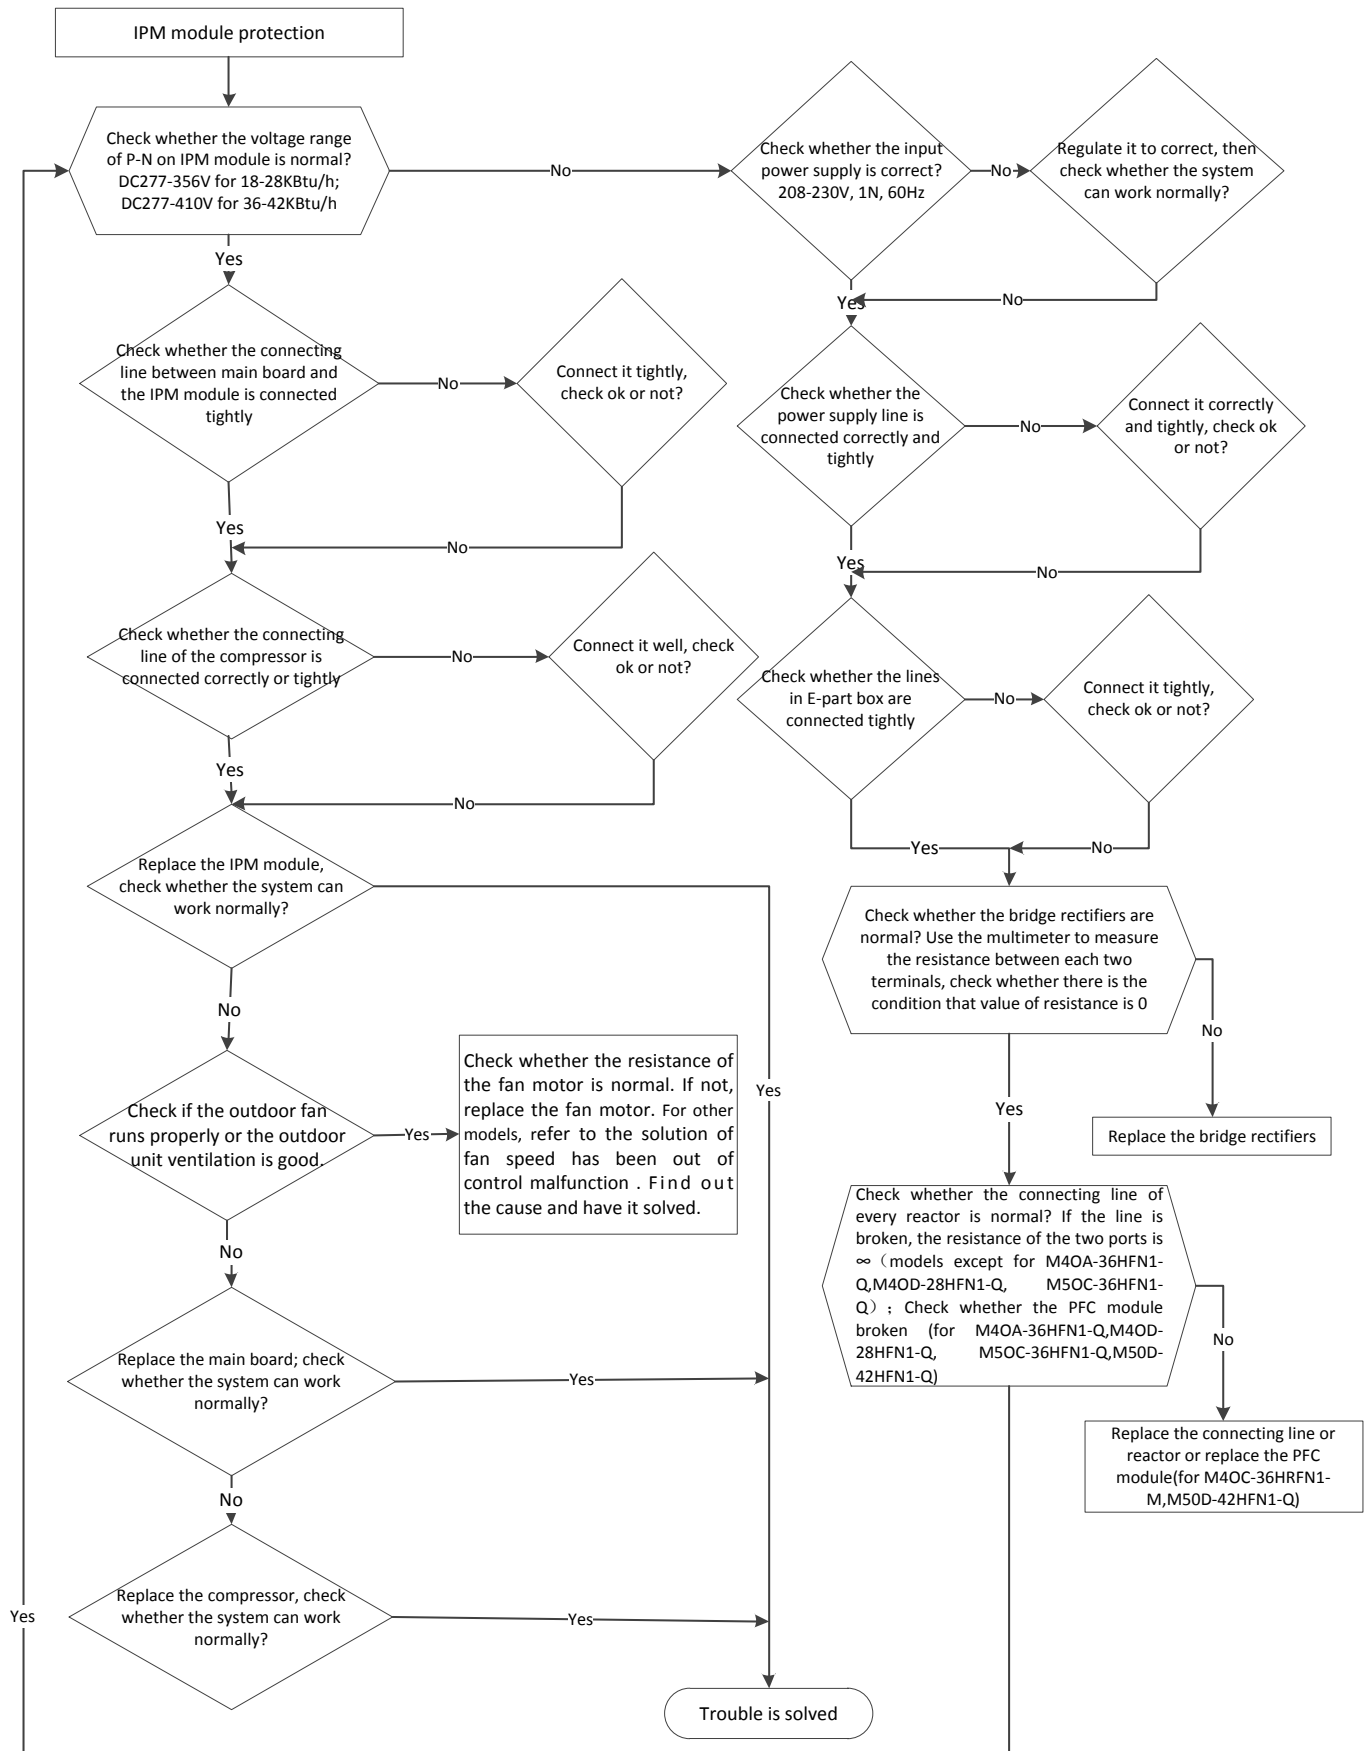 IPM module protection
Check whether the voltage range
of P-N on IPM module is normal?
DC277-356V for 18-28KBtu/h;
DC277-410V for 36-42KBtu/h
No
Check whether the input
power supply is correct?
208-230V, 1N, 60Hz
No
Regulate it to correct, then
check whether the system
can work normally?
Yes
Yes
No
Check whether the connecting
line between main board and
the IPM module is connected
tightly
No
Connect it tightly,
check ok or not?
Check whether the
power supply line is
connected correctly and
tightly
No
Connect it correctly
and tightly, check ok
or not?
Yes
No
Yes
No
Check whether the connecting
line of the compressor is
connected correctly or tightly
No
Connect it well, check
ok or not?
Check whether the lines
in E-part box are
connected tightly
No
Connect it tightly,
check ok or not?
Yes
No
Yes
No
Replace the IPM module,
check whether the system can
work normally?
Check whether the bridge rectifiers are
normal? Use the multimeter to measure
the resistance between each two
terminals, check whether there is the
condition that value of resistance is 0
No
No
Check if the outdoor fan
runs properly or the outdoor
unit ventilation is good.
Yes
Check whether the resistance of
the fan motor is normal. If not,
replace the fan motor. For other
models, refer to the solution of
fan speed has been out of
control malfunction . Find out
the cause and have it solved.
Yes
Yes
Replace the bridge rectifiers
No
Check whether the connecting line of
every reactor is normal? If the line is
broken, the resistance of the two ports is
∞（models except for M4OA-36HFN1-
Q,M4OD-28HFN1-Q, M5OC-36HFN1-
Q）；Check whether the PFC module
broken (for M4OA-36HFN1-Q,M4OD-
28HFN1-Q, M5OC-36HFN1-Q,M50D-
42HFN1-Q)
No
Replace the main board; check
whether the system can work
normally?
Yes
Replace the connecting line or
reactor or replace the PFC
module(for M4OC-36HRFN1-
M,M50D-42HFN1-Q)
No
Replace the compressor, check
whether the system can work
normally?
Yes
Yes
Trouble is solved